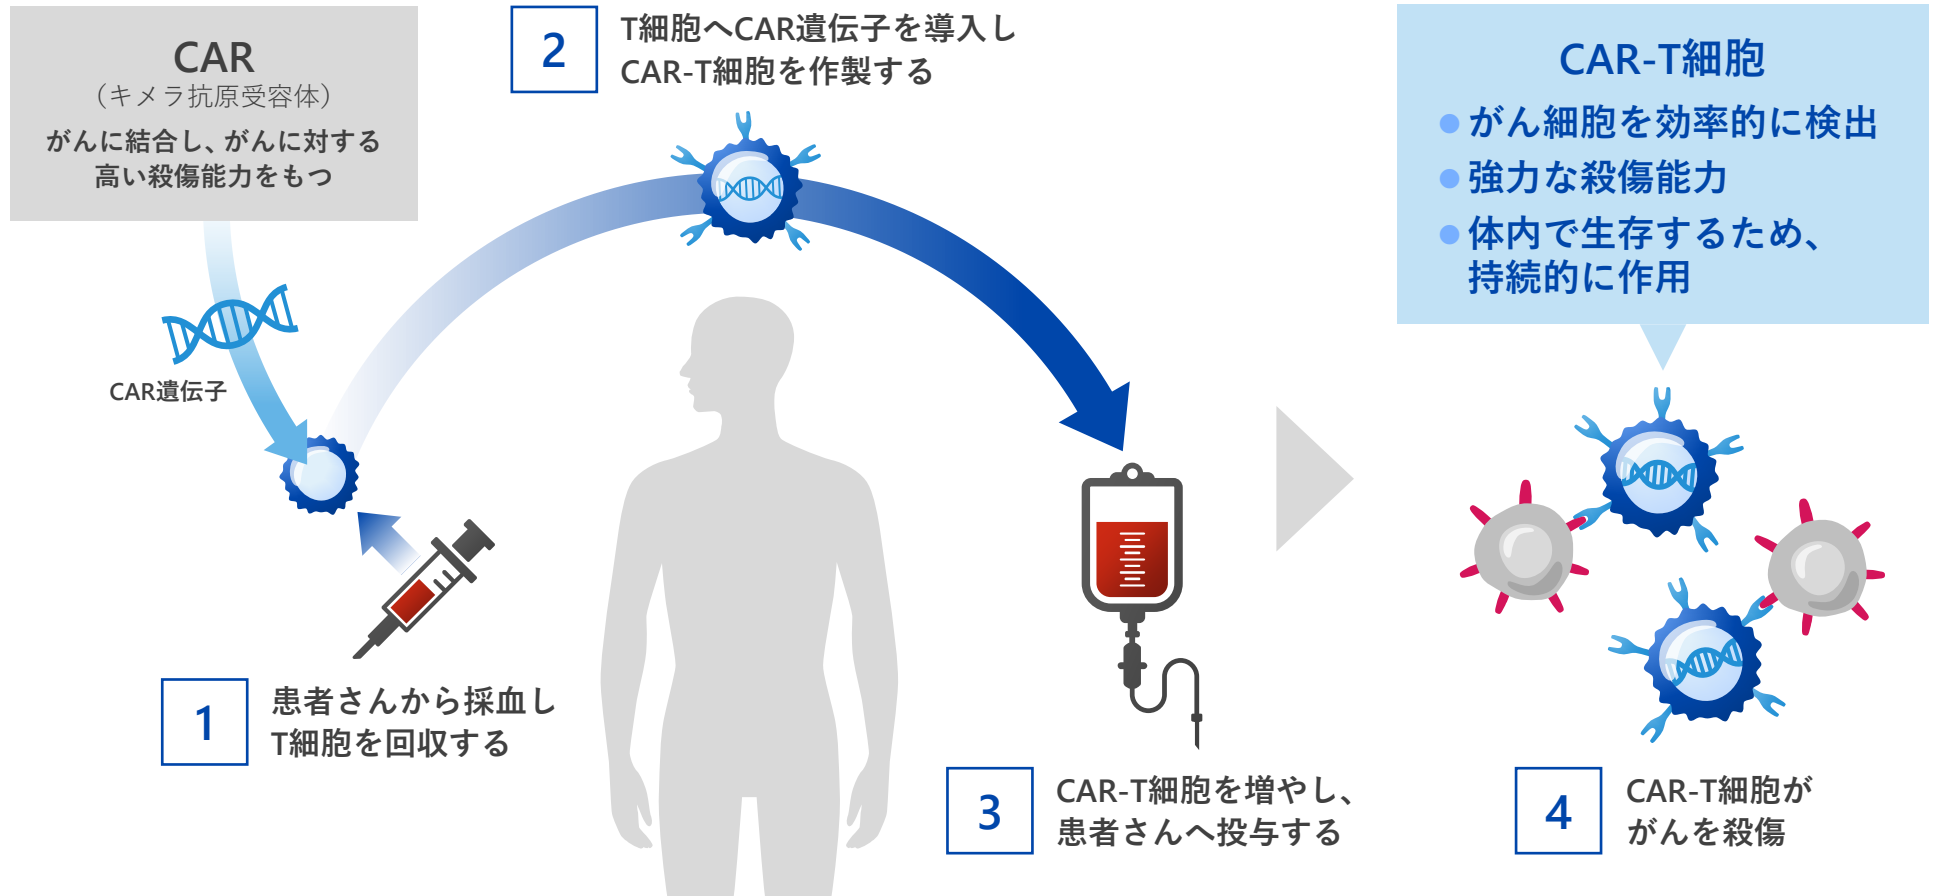 CAR
（キメラ抗原受容体）
がんに結合し、がんに対する
高い殺傷能力をもつ
CAR遺伝子
1
患者さんから採血し
T細胞を回収する
2
T細胞へCAR遺伝子を導入し
CAR-T細胞を作製する
3
CAR-T細胞を増やし、
患者さんへ投与する
CAR-T細胞
●がん細胞を効率的に検出
●強力な殺傷能力
●体内で生存するため、
持続的に作用
4
CAR-T細胞が
がんを殺傷